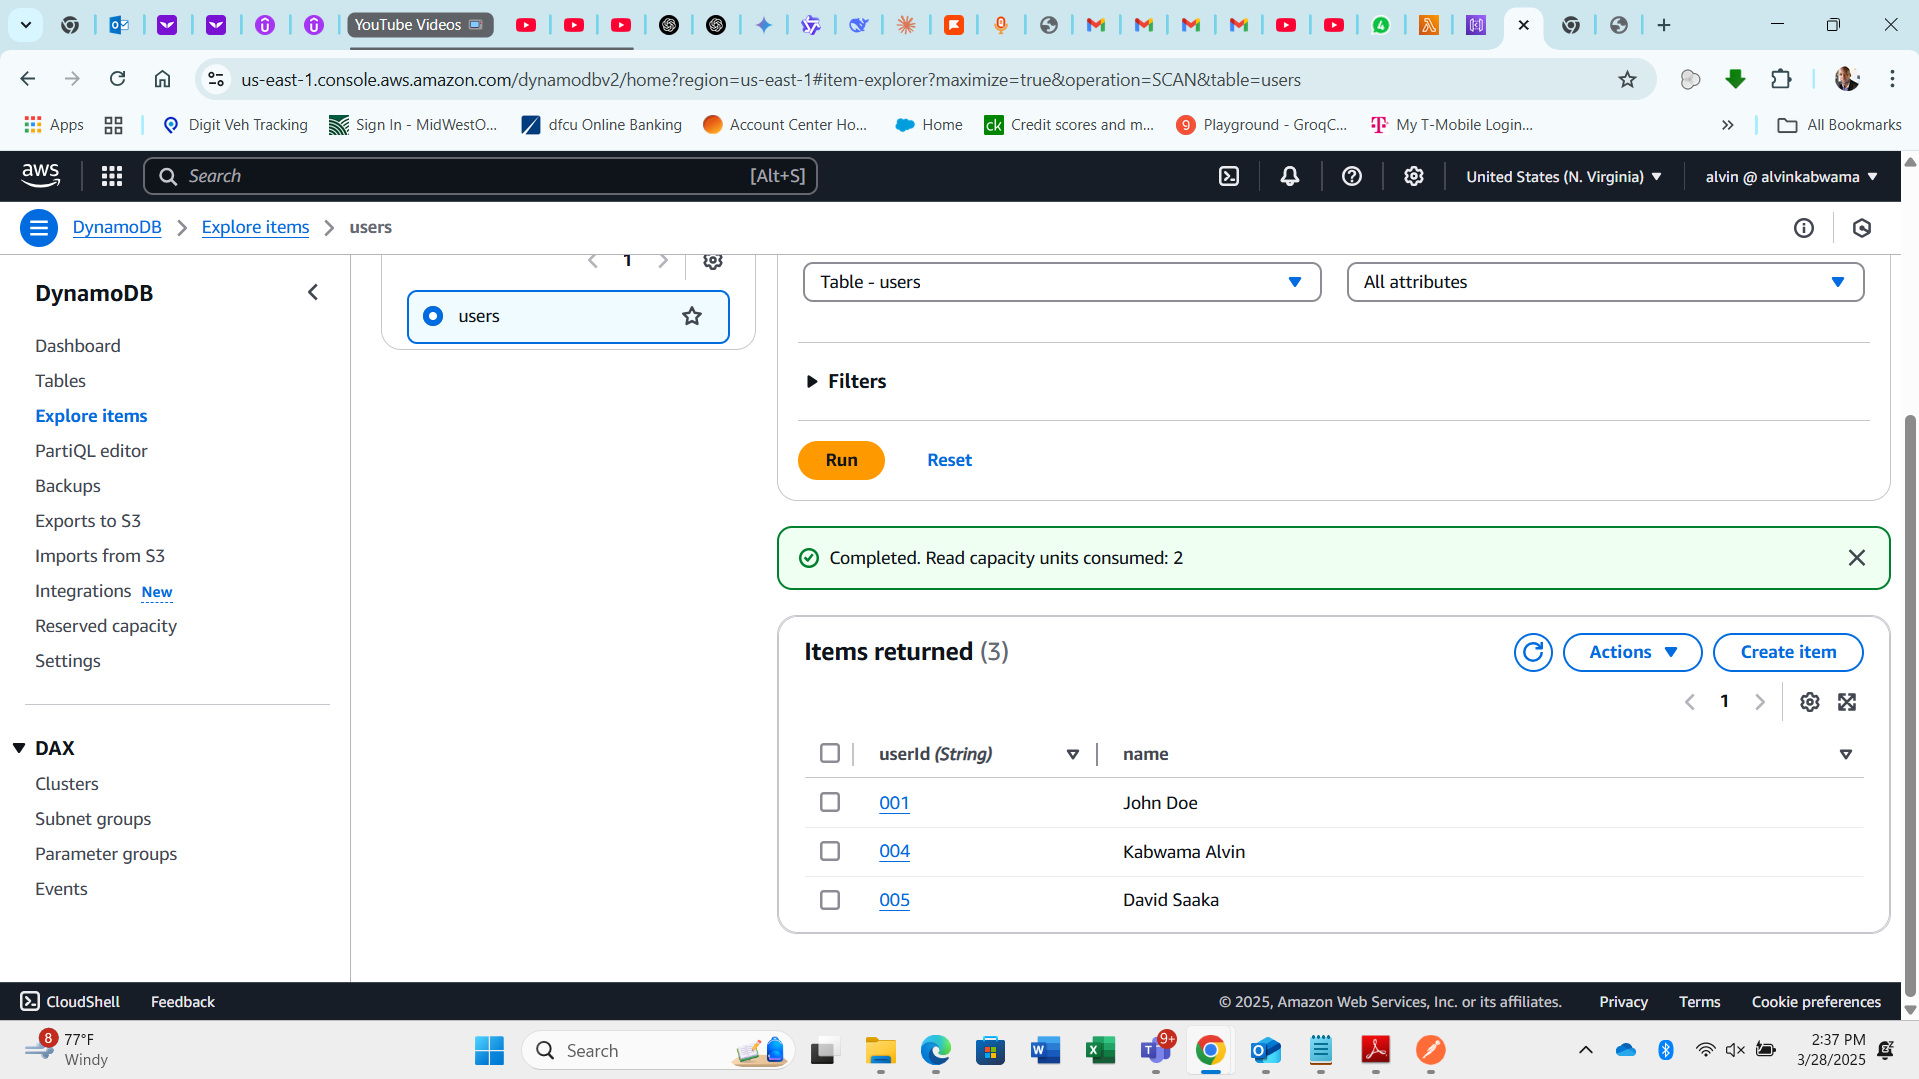 YouTube Videos
us-east-1.console.aws.amazon.com/dynamodbv2/home?region=us-east-1#item-explorer?maximize=true&operation=SCAN&table=users
Apps
Digit Veh Tracking
Sign In - MidWestO...
dfcu Online Banking
Account Center Ho...
Home
ck
Credit scores and m...
9
Playground - GroqC...
My T-Mobile Login...
All Bookmarks
aws
Search
[Alt+S]
United States (N. Virginia)
alvin @ alvinkabwama
DynamoDB
Explore items
users
DynamoDB
Dashboard
Tables
Explore items
PartiQL editor
Backups
Exports to S3
Imports from S3
Integrations New
Reserved capacity
Settings
DAX
Clusters
Subnet groups
Parameter groups
Events
1
users
Table - users
All attributes
Filters
Run
Reset
Completed. Read capacity units consumed: 2
Items returned (3)
Actions
Create item
1
userId (String)
name
001
John Doe
004
Kabwama Alvin
005
David Saaka
CloudShell
Feedback
© 2025, Amazon Web Services, Inc. or its affiliates.
Privacy
Terms
Cookie preferences
8
77°F
Windy
Search
9+
2:37 PM
3/28/2025